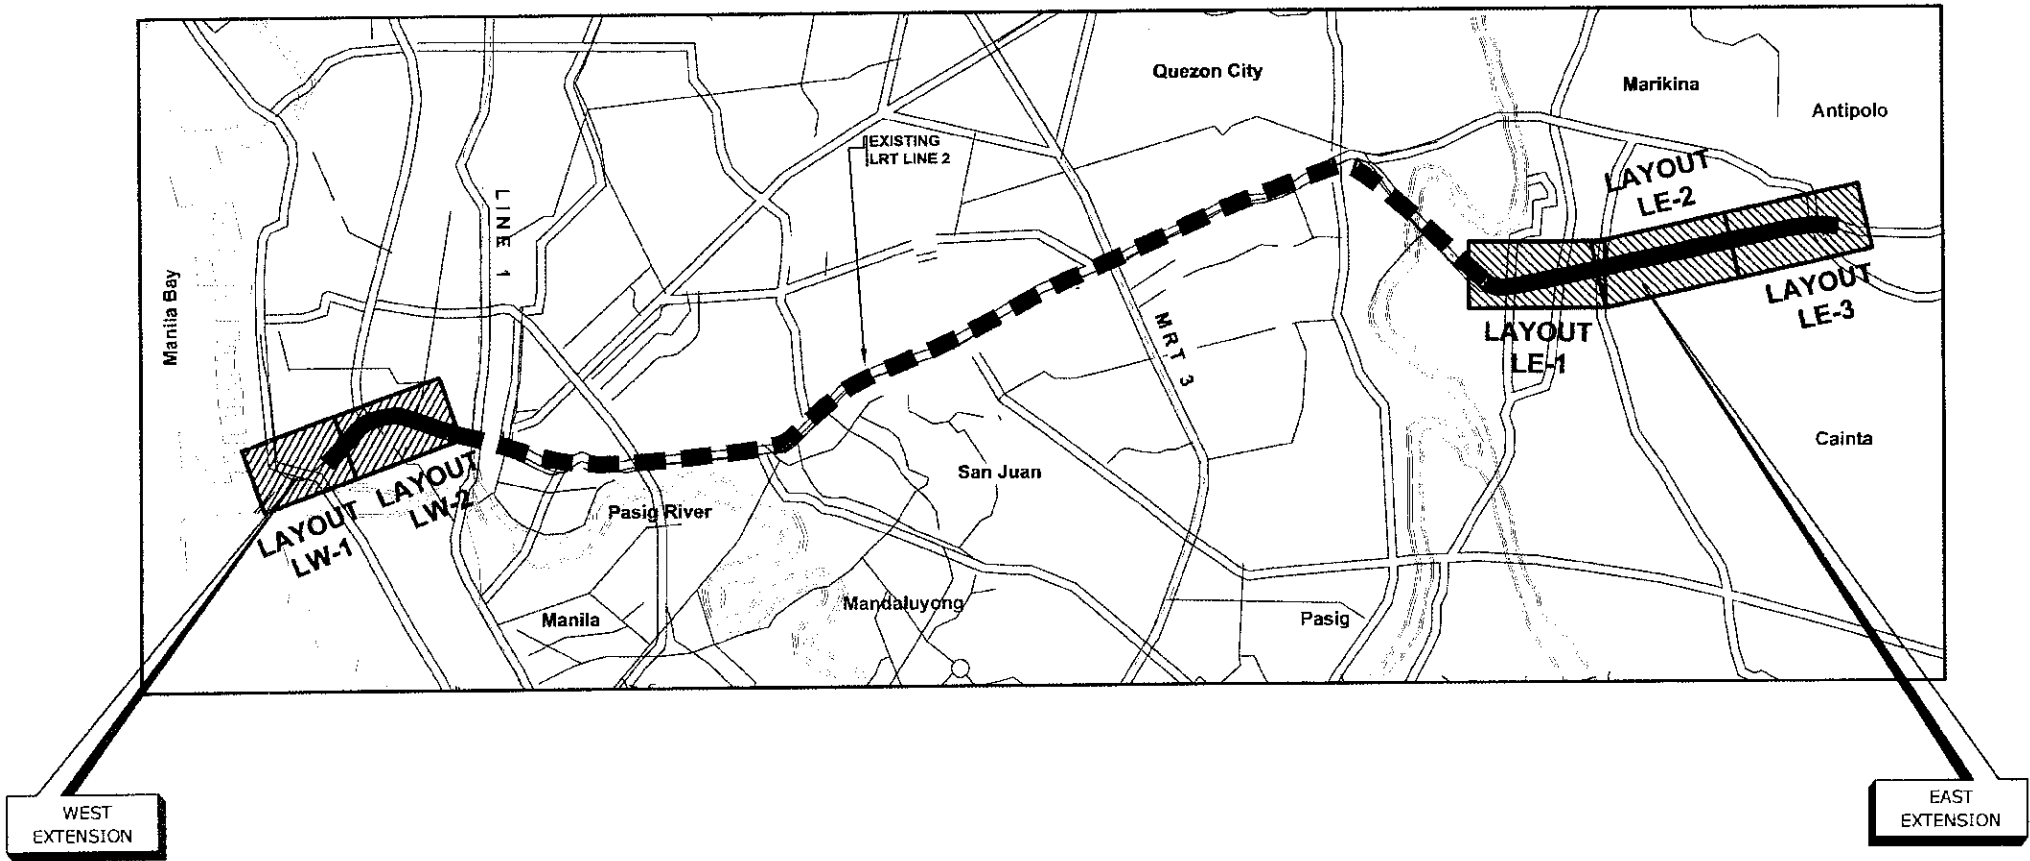 Quezon City
Marikina
Antipolo
EXISTING
LRT LINE 2
LAYOUT
LE-2
LINE 1
Manila Bay
LAYOUT
LE-3
MRT 3
LAYOUT
LE-1
Cainta
San Juan
LAYOUT
LW-2
Pasig River
LAYOUT
LW-1
Mandaluyong
Manila
Pasig
WEST
EXTENSION
EAST
EXTENSION